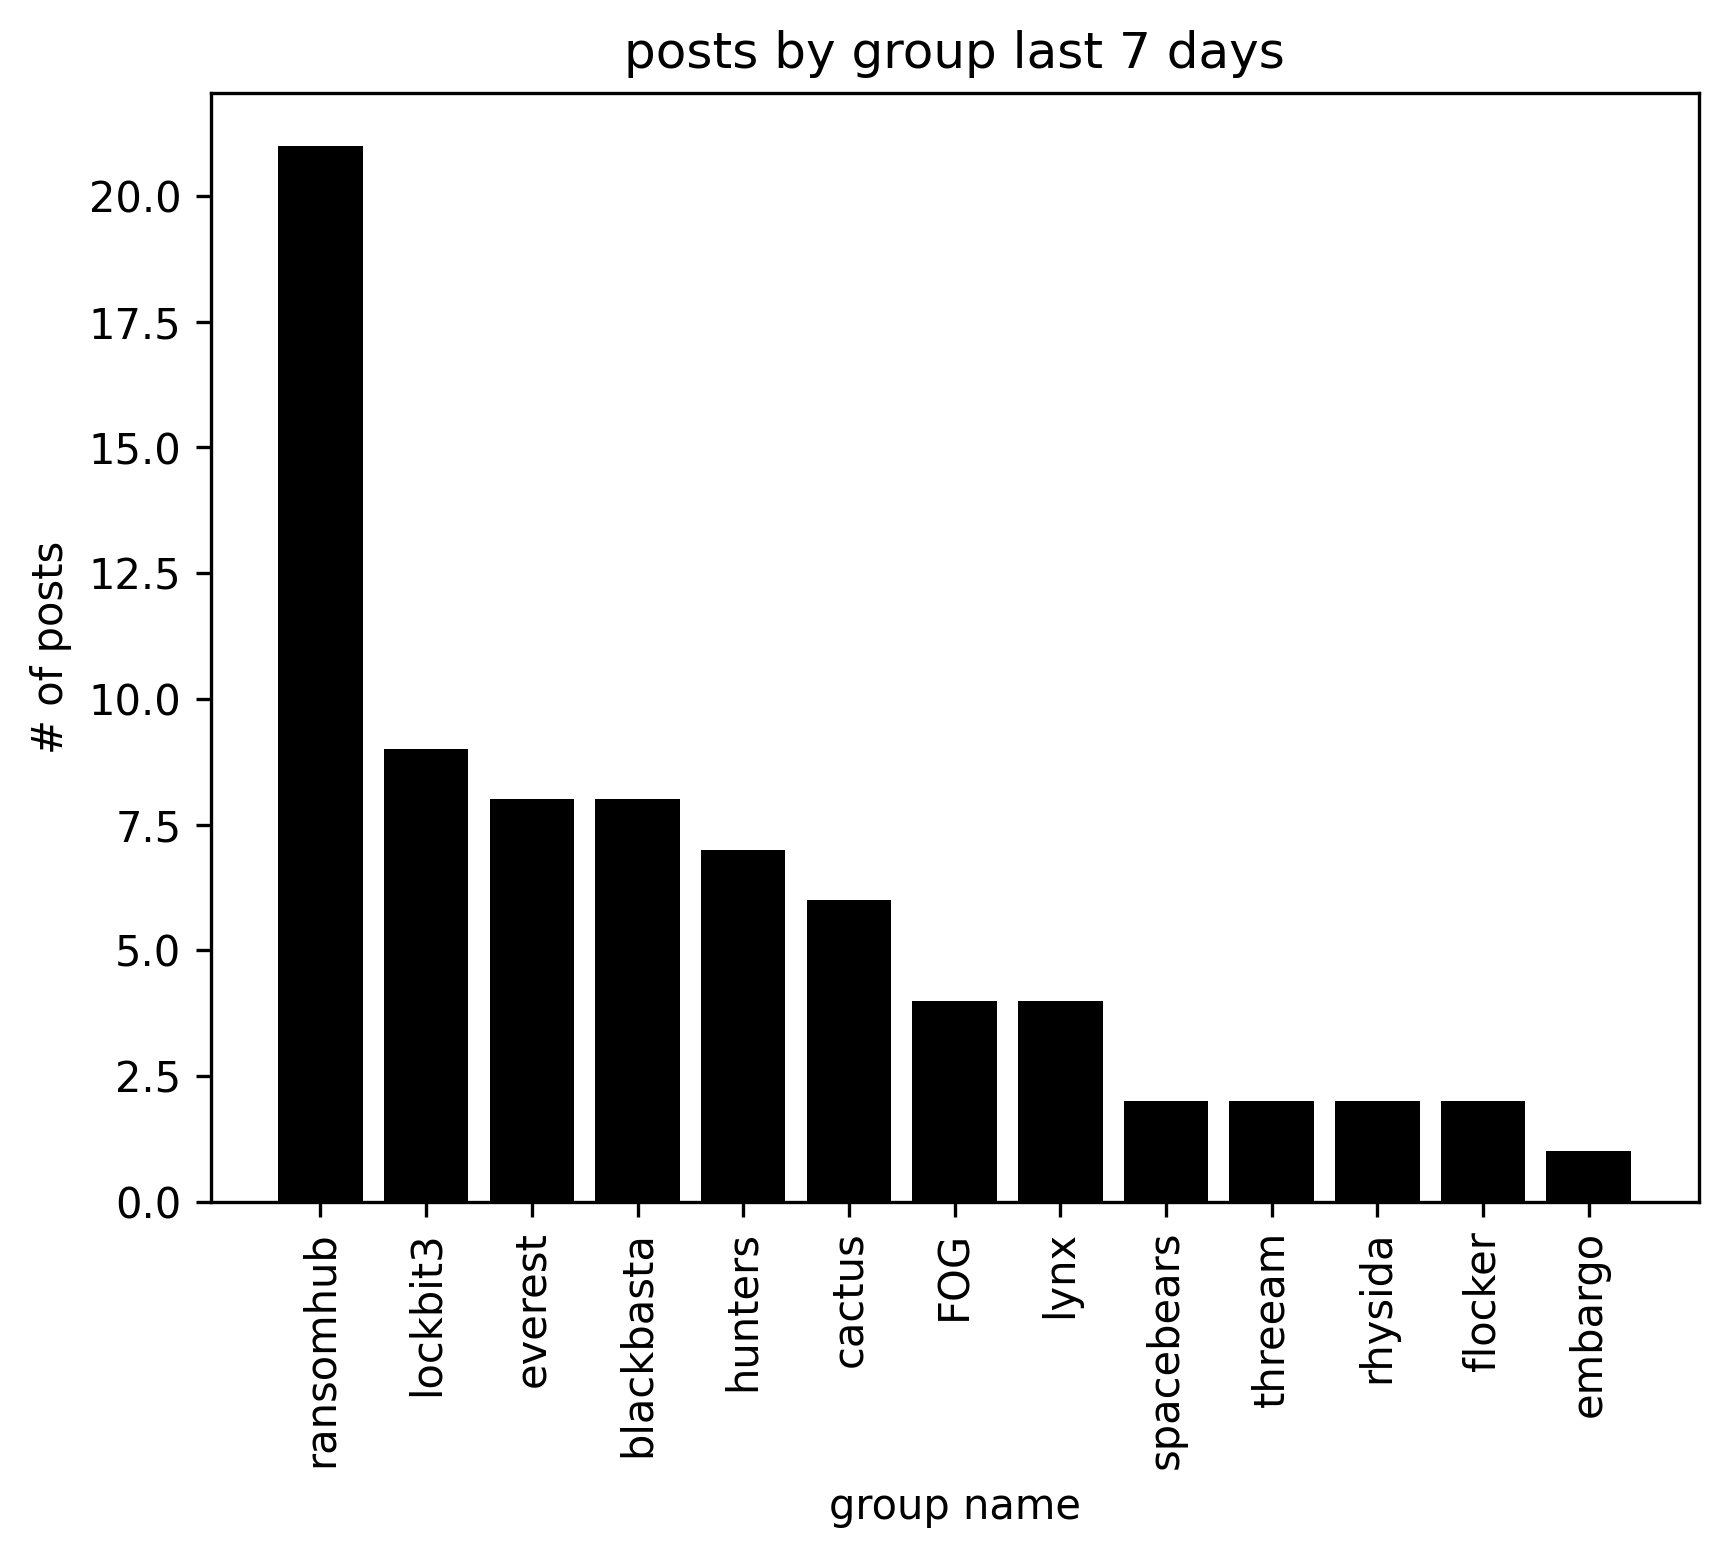 posts by group last 7 days
# of posts
20.0
17.5
15.0
12.5
10.0
7.5
5.0
2.5
0.0
ransomhub
lockbit3
everest
blackbasta
hunters
cactus
FOG
lynx
spacebears
threeam
rhysida
flocker
embargo
group name